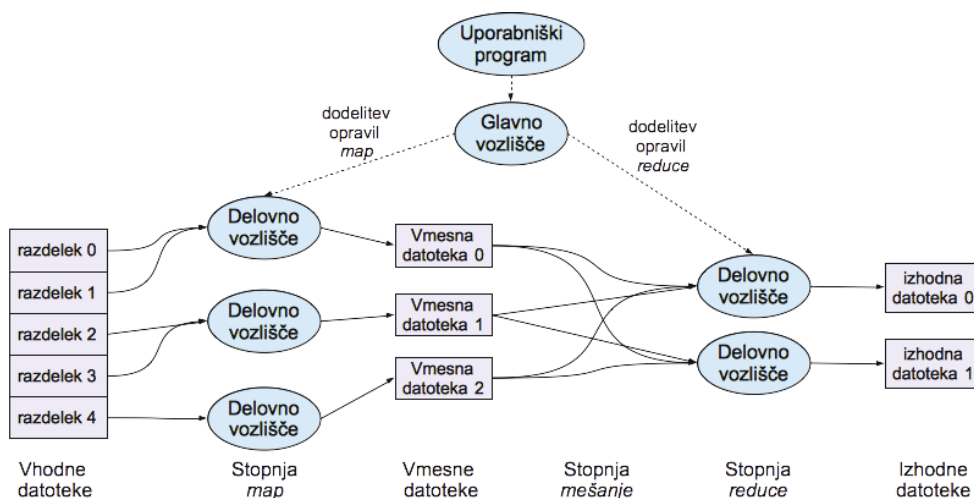 Uporabniški
program
Glavno
vozlišče
dodelitev
opravil
map
dodelitev
opravil
reduce
razdelek 0
razdelek 1
razdelek 2
razdelek 3
razdelek 4
Delovno
vozlišče
Delovno
vozlišče
Delovno
vozlišče
Vmesna
datoteka 0
Vmesna
datoteka 1
Vmesna
datoteka 2
Delovno
vozlišče
Delovno
vozlišče
izhodna
datoteka 0
izhodna
datoteka 1
Vhodne
datoteke
Stopnja
map
Vmesne
datoteke
Stopnja
mešanje
Stopnja
reduce
Izhodne
datoteke